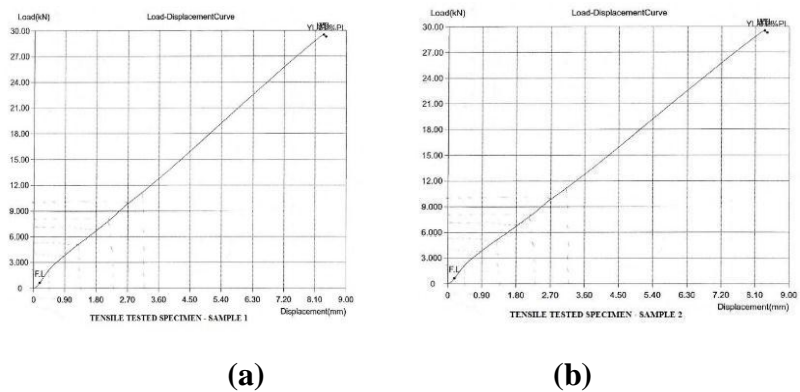 Load(kN) Load-DisplacementCurve
30.00
27.00
24.00
21.00
18.00
15.00
12.00
9.000
6.000
3.000
F.L
0
0 0.90 1.80 2.70 3.60 4.50 5.40 6.30 7.20 8.10 9.00
Displacement(mm)
TENSILE TESTED SPECIMEN - SAMPLE 1
(a)
Load(kN) Load-DisplacementCurve
30.00
27.00
24.00
21.00
18.00
15.00
12.00
9.000
6.000
3.000
F.L
0
0 0.90 1.80 2.70 3.60 4.50 5.40 6.30 7.20 8.10 9.00
Displacement(mm)
TENSILE TESTED SPECIMEN - SAMPLE 2
(b)